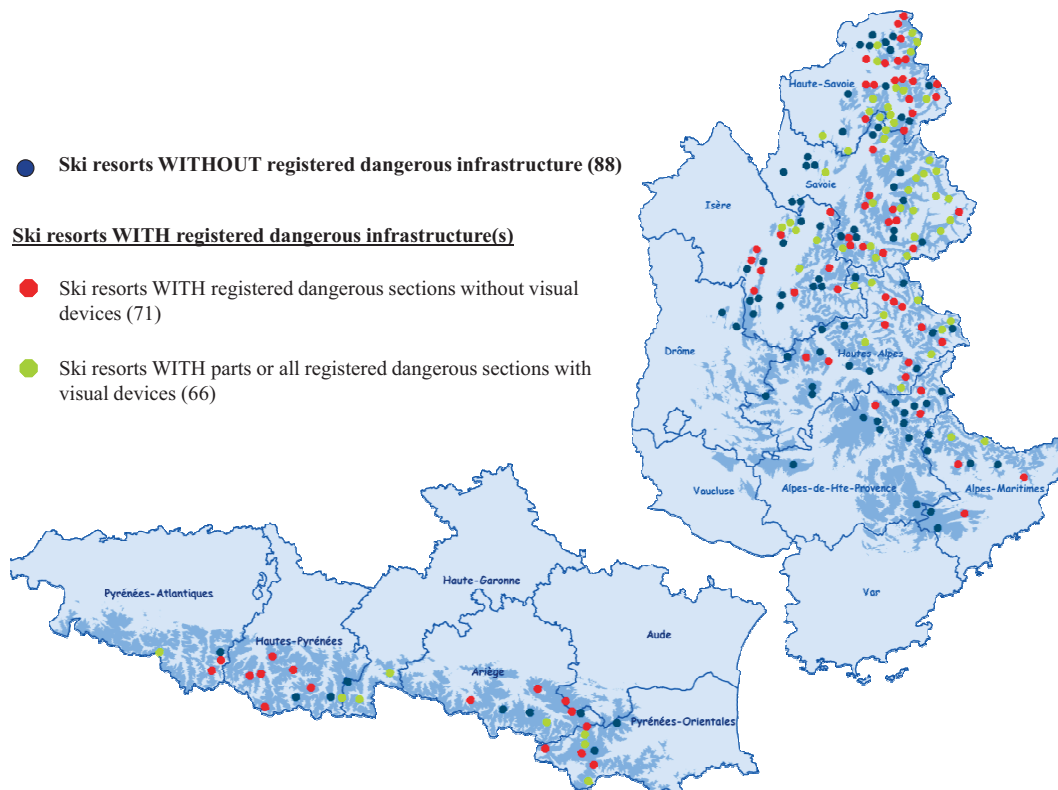 Ski resorts WITHOUT registered dangerous infrastructure (88)
Ski resorts WITH registered dangerous infrastructure(s)
Ski resorts WITH registered dangerous sections without visual
devices (71)
Ski resorts WITH parts or all registered dangerous sections with
visual devices (66)
Haute-Savoie
Savoie
Isère
Drôme
Hautes-Alpes
Vaucluse
Alpes-de-Hte-Provence
Alpes-Maritimes
Var
Pyrénées-Atlantiques
Hautes-Pyrénées
Haute-Garonne
Ariège
Aude
Pyrénées-Orientales